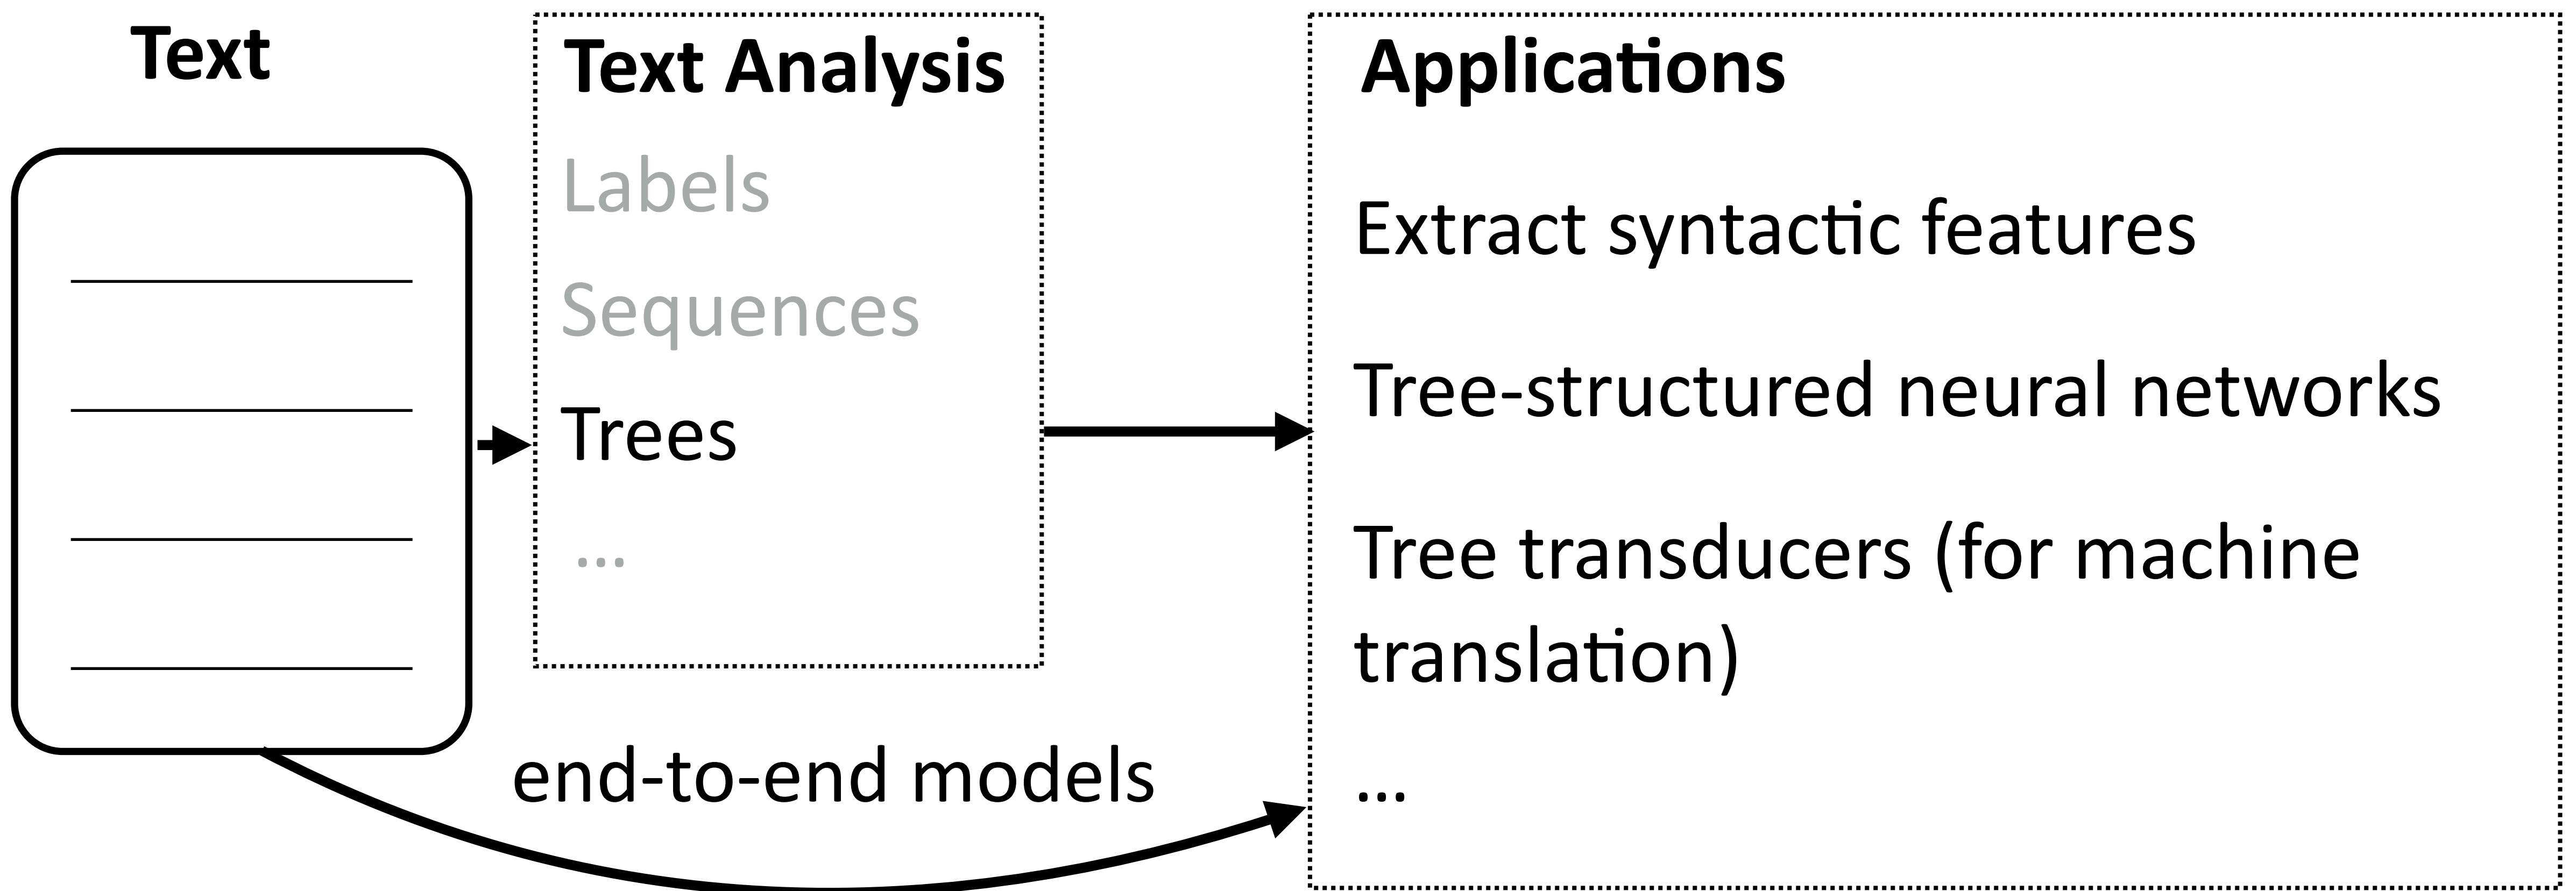 Text
Text Analysis
Labels
Sequences
Trees
...
Applications
Extract syntactic features
Tree-structured neural networks
Tree transducers (for machine
translation)
...
end-to-end models